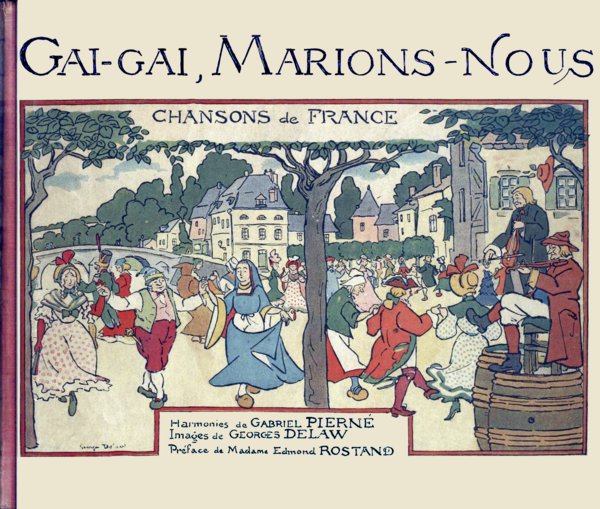 GAI-GAI, MARIONS-NOUS
CHANSONS de FRANCE
Harmonies de GABRIEL PIERNÉ
Images de GEORGES DELAW
Préface de Madame Edmond ROSTAND
Georges Delaw